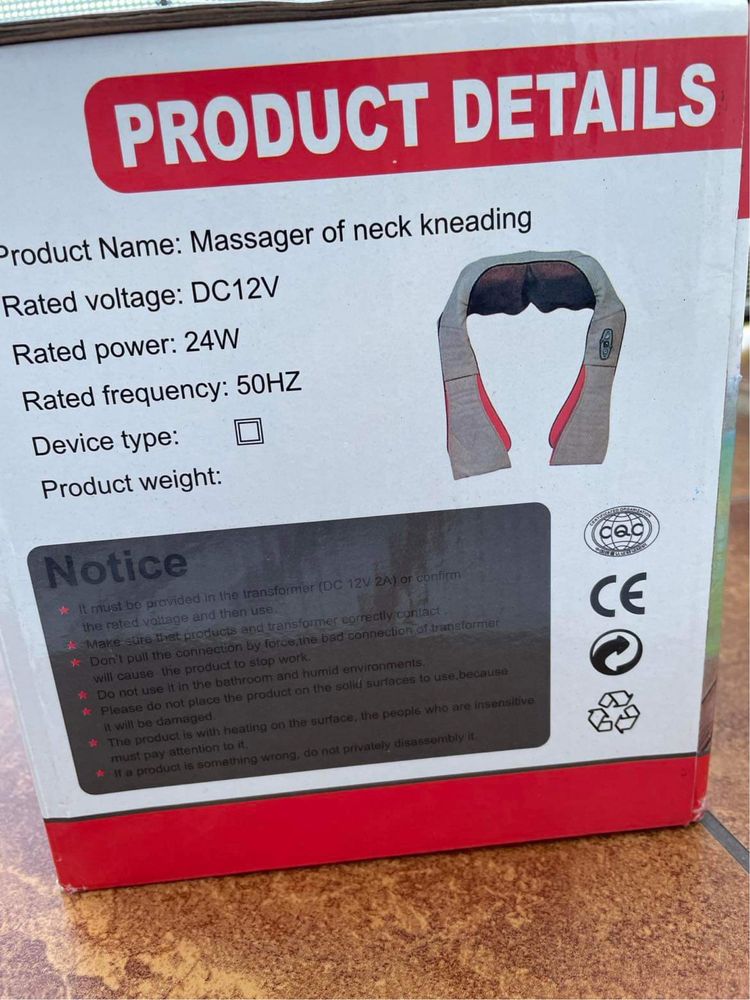 PRODUCT DETAILS
Product Name: Massager of neck kneading
Rated voltage: DC12V
Rated power: 24W
Rated frequency: 50HZ
Device type:
Product weight:
Notice
It must be provided in the transformer (DC 12V 2A) or confirm
the rated voltage and then use.
Make sure that products and transformer correctly contact.
Don't pull the connection by force,the bad connection of transformer
will cause the product to stop work.
Do not use it in the bathroom and humid environments.
Please do not place the product on the solid surfaces to use,because
it will be damaged.
The product is with heating on the surface, the people who are insensitive
must pay attention to it.
If a product is something wrong, do not privately disassembly it.
CQC
CE